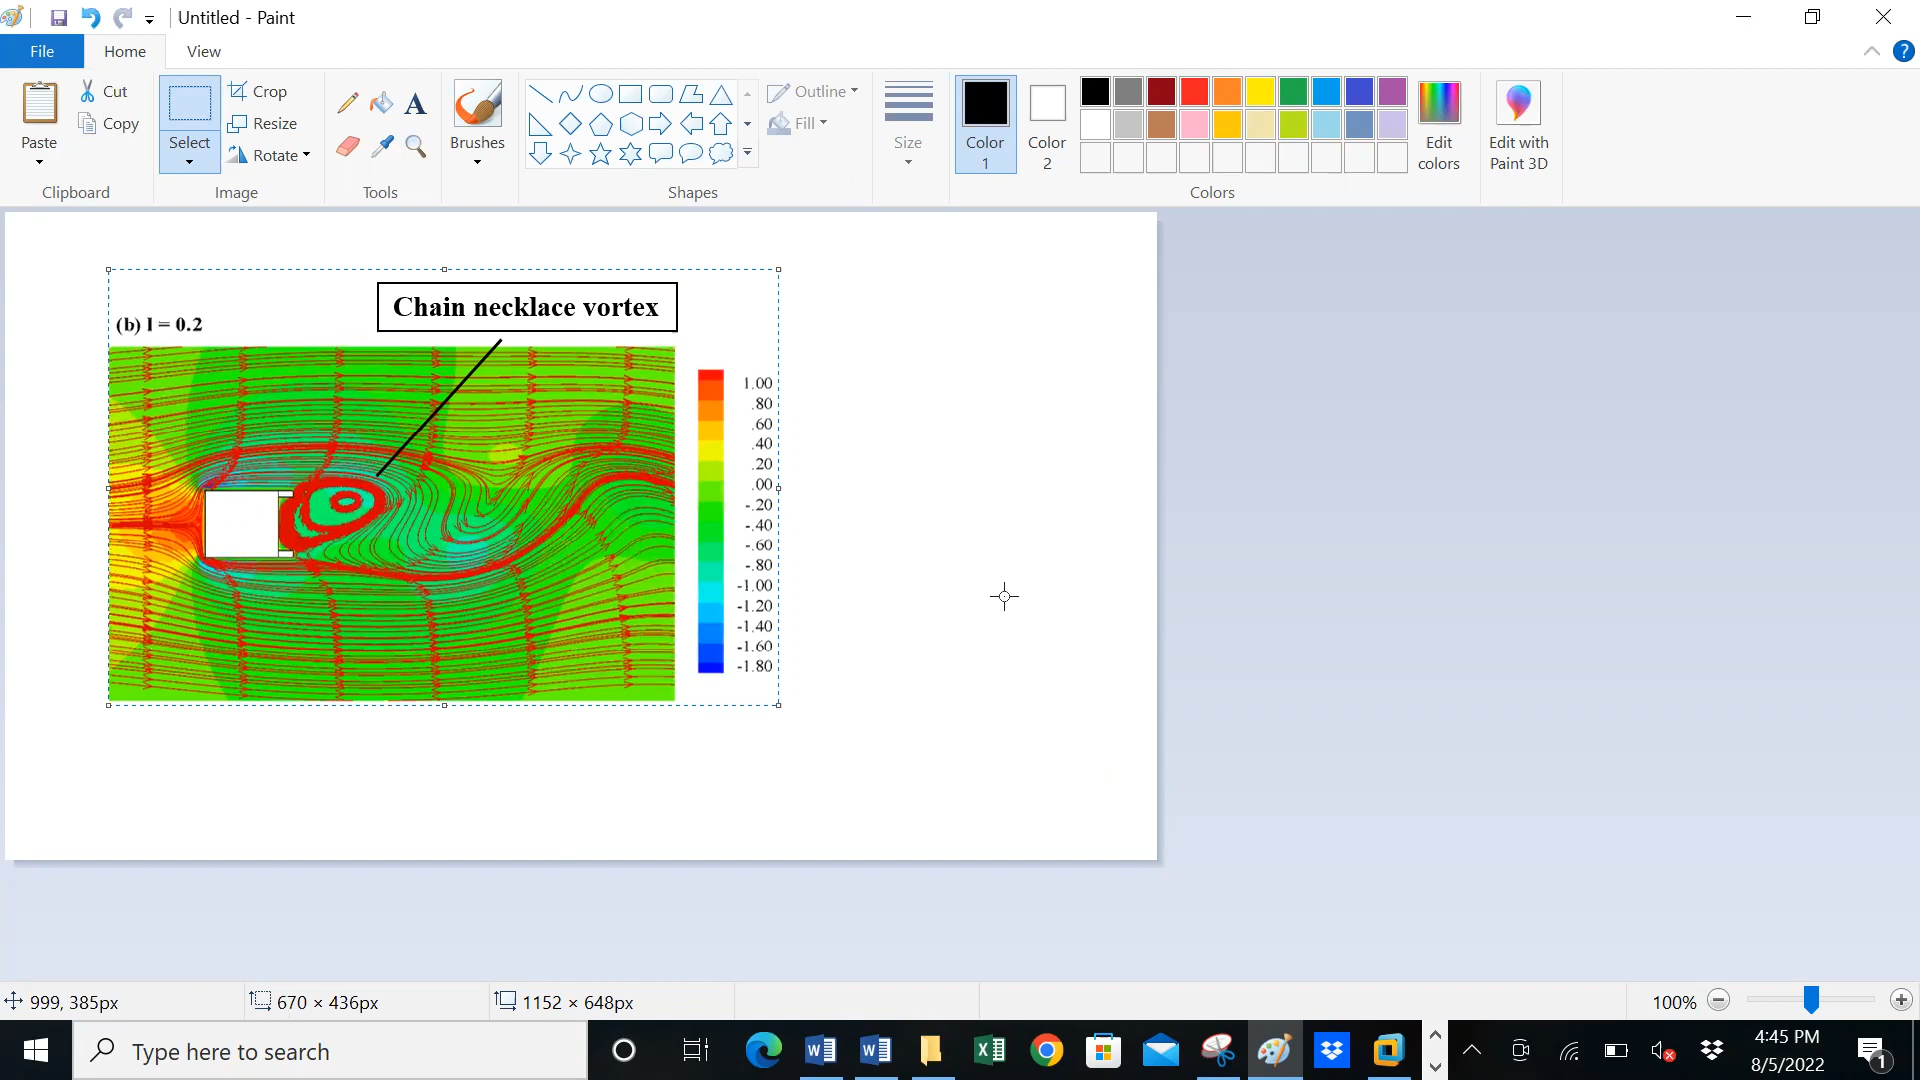 Untitled - Paint
File Home View
Paste
Cut
Copy
Clipboard
Select
Crop
Resize
Rotate
Image
A
Tools
Brushes
Shapes
Outline
Fill
Size
Color 1
Color 2
Colors
Edit colors
Edit with Paint 3D
?
Chain necklace vortex
(b) l = 0.2
1.00
.80
.60
.40
.20
.00
-.20
-.40
-.60
-.80
-1.00
-1.20
-1.40
-1.60
-1.80
999, 385px
670 × 436px
1152 × 648px
100%
Type here to search
4:45 PM
8/5/2022
1